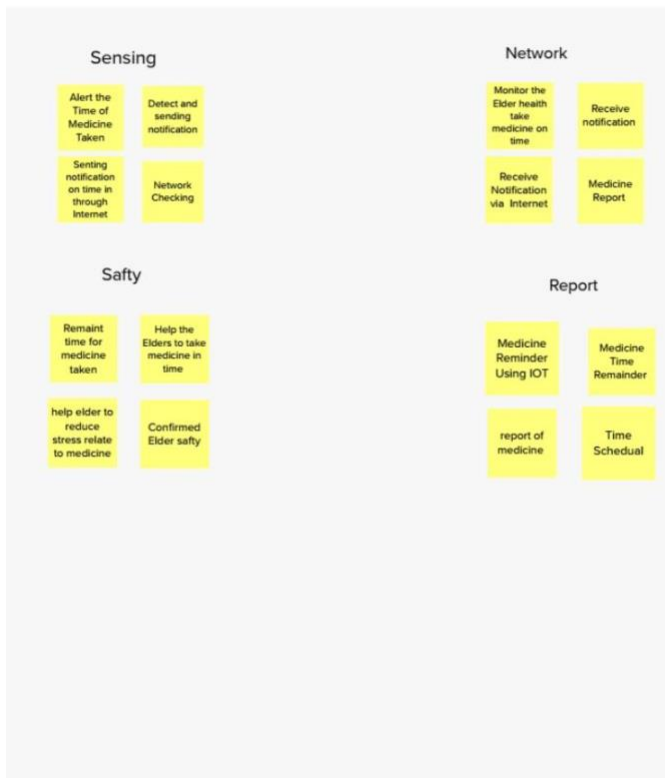 Sensing
Alert the
Time of
Medicine
Taken
Detect and
sending
notification
Senting
notification
on time in
through
Internet
Network
Checking
Network
Monitor the
Elder health
take
medicine on
time
Receive
notification
Receive
Notification
via Internet
Medicine
Report
Safty
Remaint
time for
medicine
taken
Help the
Elders to take
medicine in
time
help elder to
reduce
stress relate
to medicine
Confirmed
Elder safty
Report
Medicine
Reminder
Using IOT
Medicine
Time
Remainder
report of
medicine
Time
Schedual